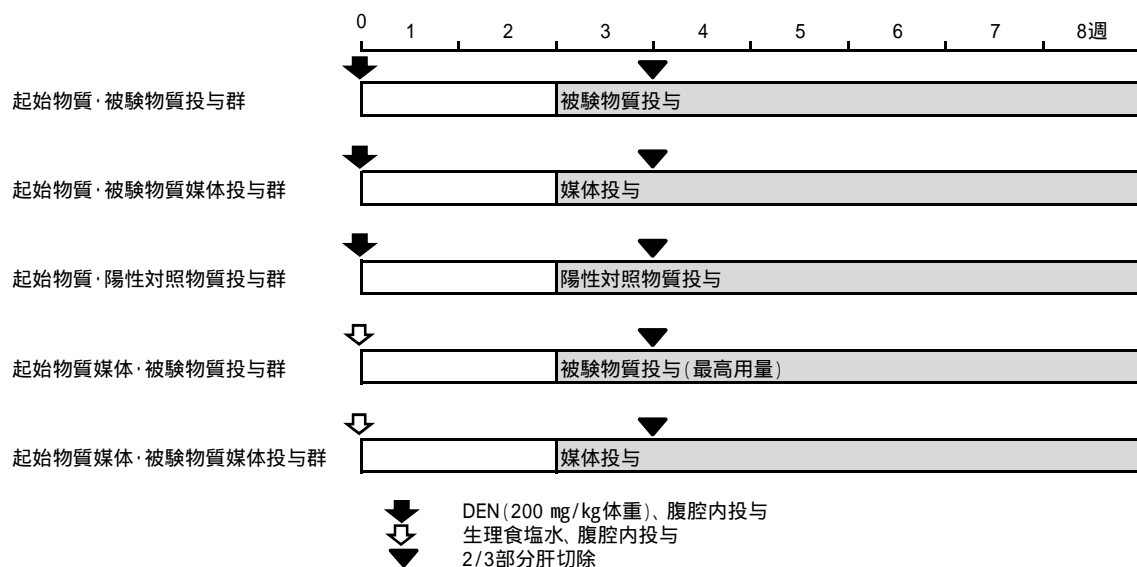 0
1 2 3 4 5 6 7 8週
起始物質･被験物質投与群
被験物質投与
起始物質･被験物質媒体投与群
媒体投与
起始物質･陽性対照物質投与群
陽性対照物質投与
起始物質媒体･被験物質投与群
被験物質投与(最高用量)
起始物質媒体･被験物質媒体投与群
媒体投与
DEN(200 mg/kg体重)、腹腔内投与
生理食塩水、腹腔内投与
2/3部分肝切除